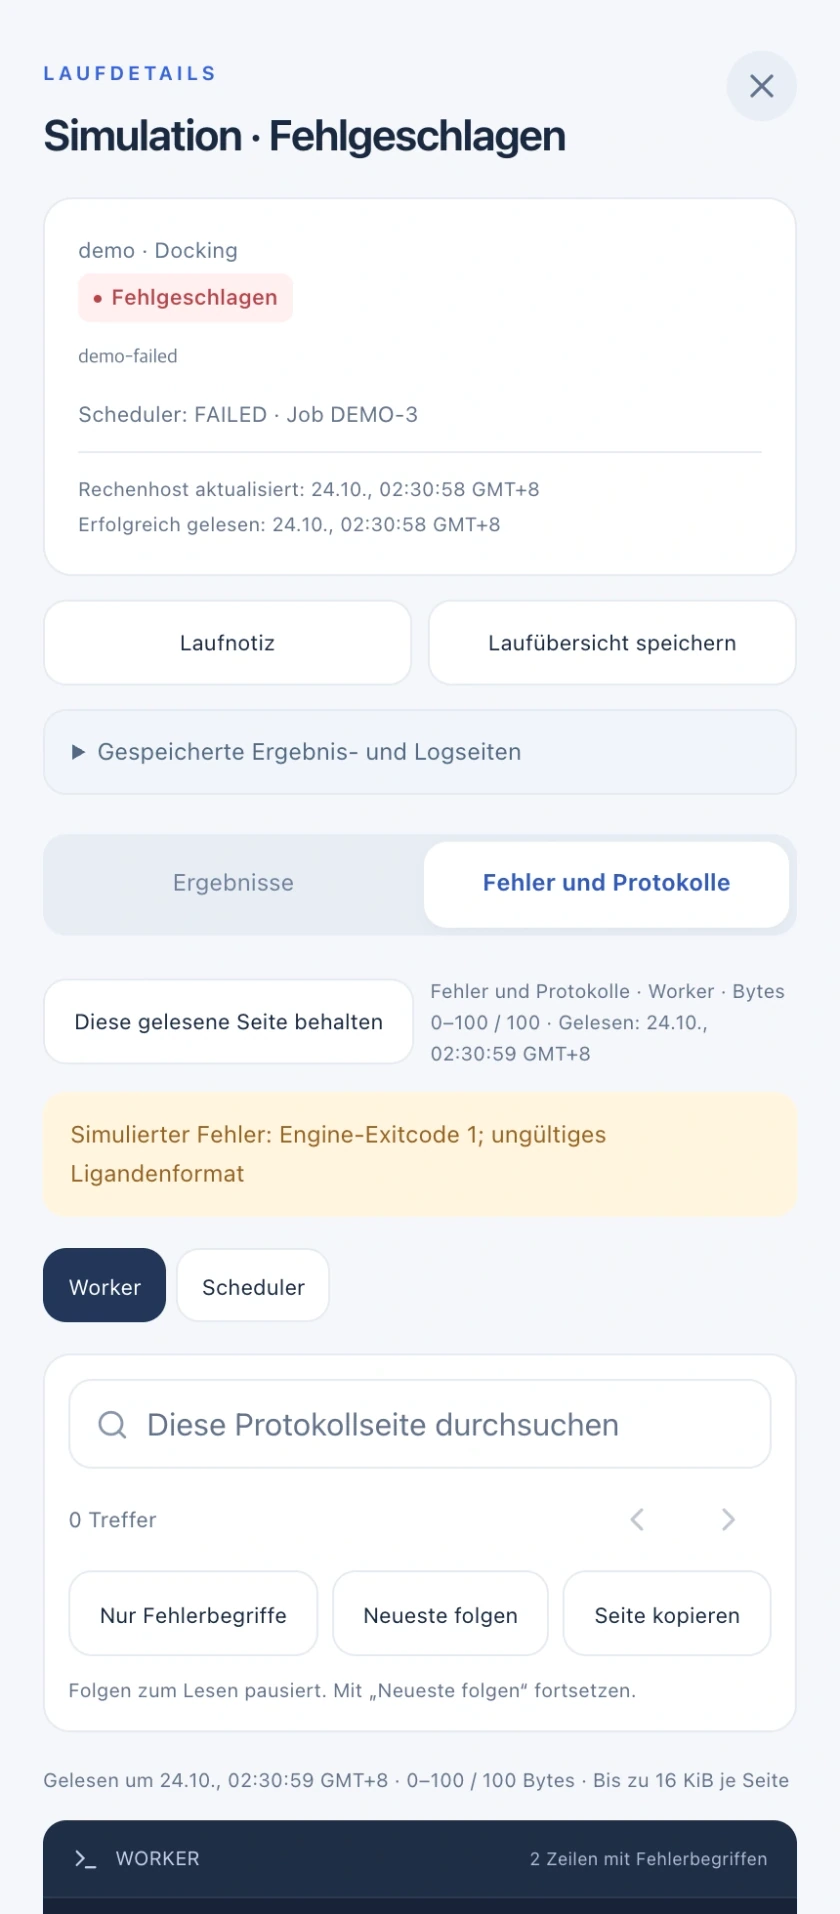 LAUFDETAILS
Simulation · Fehlgeschlagen
demo · Docking
• Fehlgeschlagen
demo-failed
Scheduler: FAILED · Job DEMO-3
Rechenhost aktualisiert: 24.10., 02:30:58 GMT+8
Erfolgreich gelesen: 24.10., 02:30:58 GMT+8
Laufnotiz
Laufübersicht speichern
▶ Gespeicherte Ergebnis- und Logseiten
Ergebnisse
Fehler und Protokolle
Diese gelesene Seite behalten
Fehler und Protokolle · Worker · Bytes
0–100 / 100 · Gelesen: 24.10.,
02:30:59 GMT+8
Simulierter Fehler: Engine-Exitcode 1; ungültiges
Ligandenformat
Worker
Scheduler
Diese Protokollseite durchsuchen
0 Treffer
Nur Fehlerbegriffe
Neueste folgen
Seite kopieren
Folgen zum Lesen pausiert. Mit „Neueste folgen“ fortsetzen.
Gelesen um 24.10., 02:30:59 GMT+8 · 0–100 / 100 Bytes · Bis zu 16 KiB je Seite
WORKER
2 Zeilen mit Fehlerbegriffen